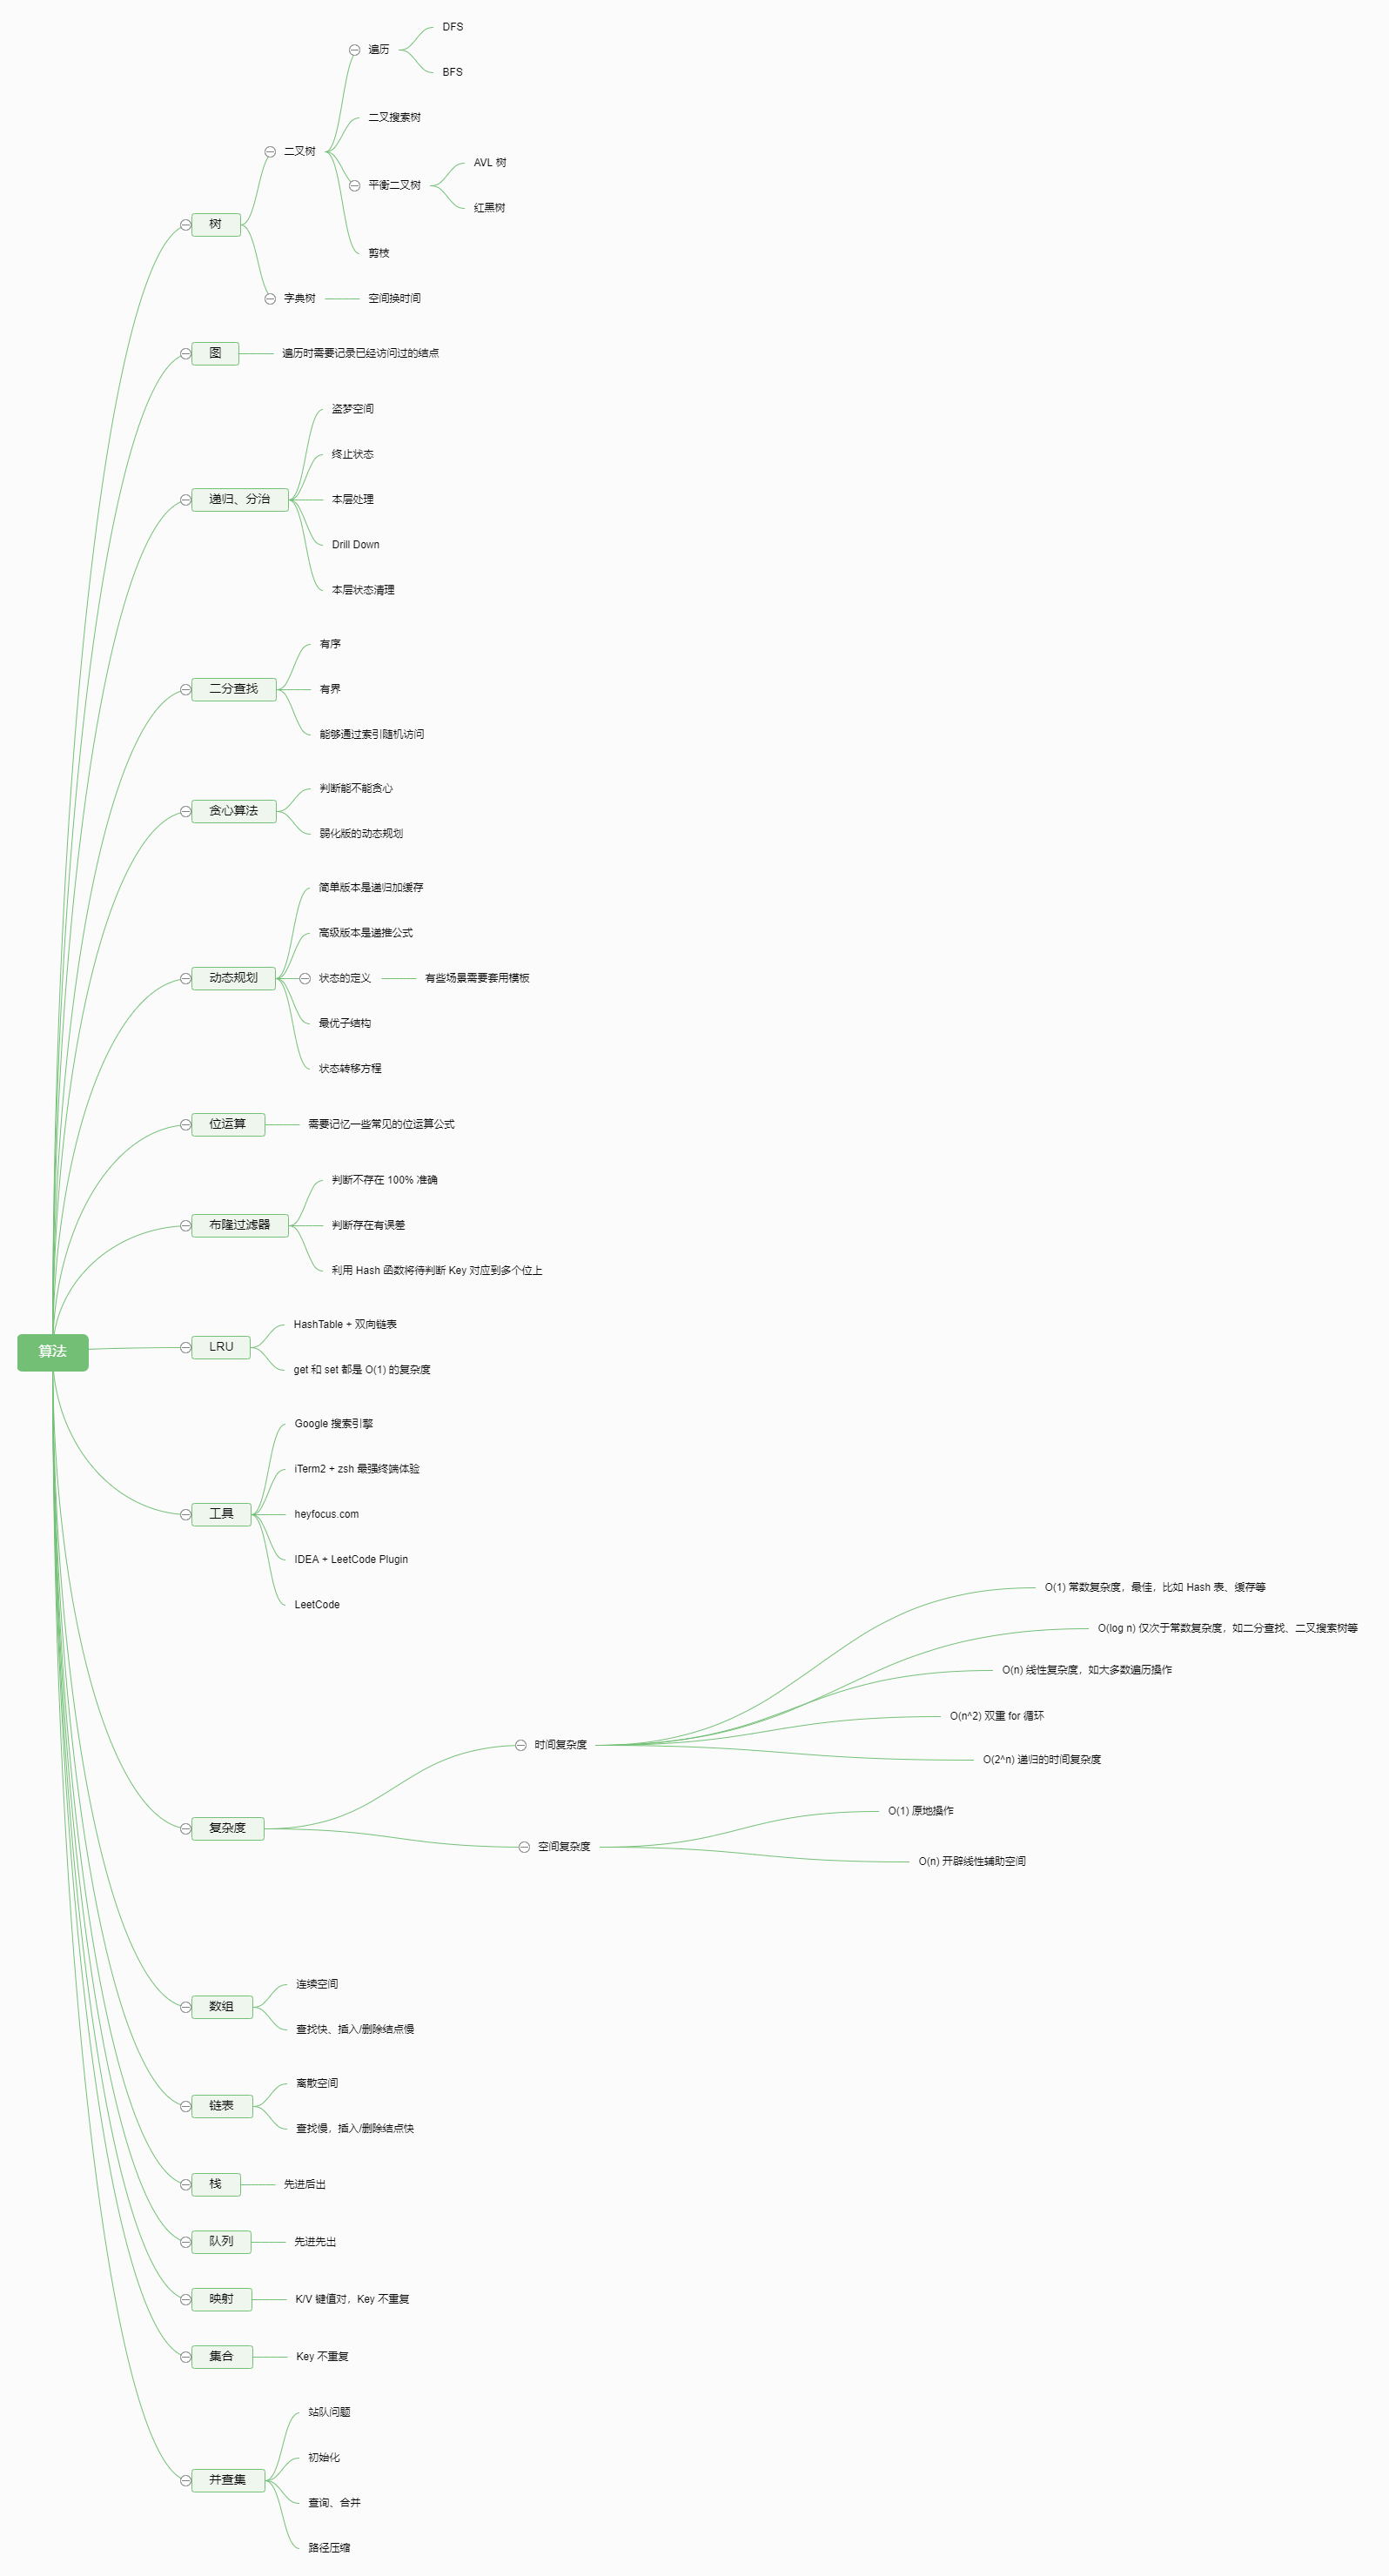 DFS
遍历
BFS
二叉搜索树
二叉树
AVL 树
平衡二叉树
红黑树
树
剪枝
字典树
空间换时间
图
遍历时需要记录已经访问过的结点
盗梦空间
终止状态
递归、分治
本层处理
Drill Down
本层状态清理
有序
二分查找
有界
能够通过索引随机访问
判断能不能贪心
贪心算法
弱化版的动态规划
简单版本是递归加缓存
高级版本是递推公式
动态规划
状态的定义
有些场景需要套用模板
最优子结构
状态转移方程
位运算
需要记忆一些常见的位运算公式
判断不存在 100% 准确
布隆过滤器
判断存在有误差
利用 Hash 函数将待判断 Key 对应到多个位上
HashTable + 双向链表
算法
LRU
get 和 set 都是 O(1) 的复杂度
Google 搜索引擎
iTerm2 + zsh 最强终端体验
工具
heyfocus.com
IDEA + LeetCode Plugin
LeetCode
O(1) 常数复杂度，最佳，比如 Hash 表、缓存等
O(log n) 仅次于常数复杂度，如二分查找、二叉搜索树等
O(n) 线性复杂度，如大多数遍历操作
O(n^2) 双重 for 循环
时间复杂度
O(2^n) 递归的时间复杂度
复杂度
O(1) 原地操作
空间复杂度
O(n) 开辟线性辅助空间
连续空间
数组
查找快、插入/删除结点慢
离散空间
链表
查找慢，插入/删除结点快
栈
先进后出
队列
先进先出
映射
K/V 键值对，Key 不重复
集合
Key 不重复
站队问题
初始化
并查集
查询、合并
路径压缩